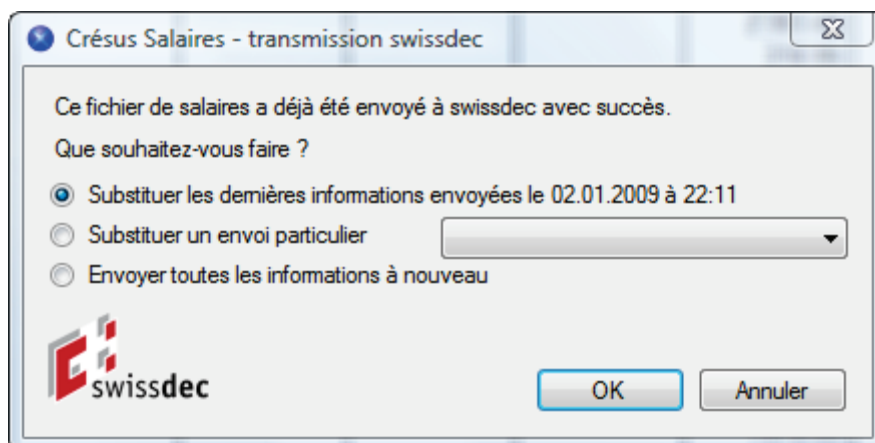 Crésus Salaires - transmission swissdec
Ce fichier de salaires a déjà été envoyé à swissdec avec succès.
Que souhaitez-vous faire ?
Substituer les dernières informations envoyées le 02.01.2009 à 22:11
Substituer un envoi particulier
Envoyer toutes les informations à nouveau
swissdec
OK Annuler